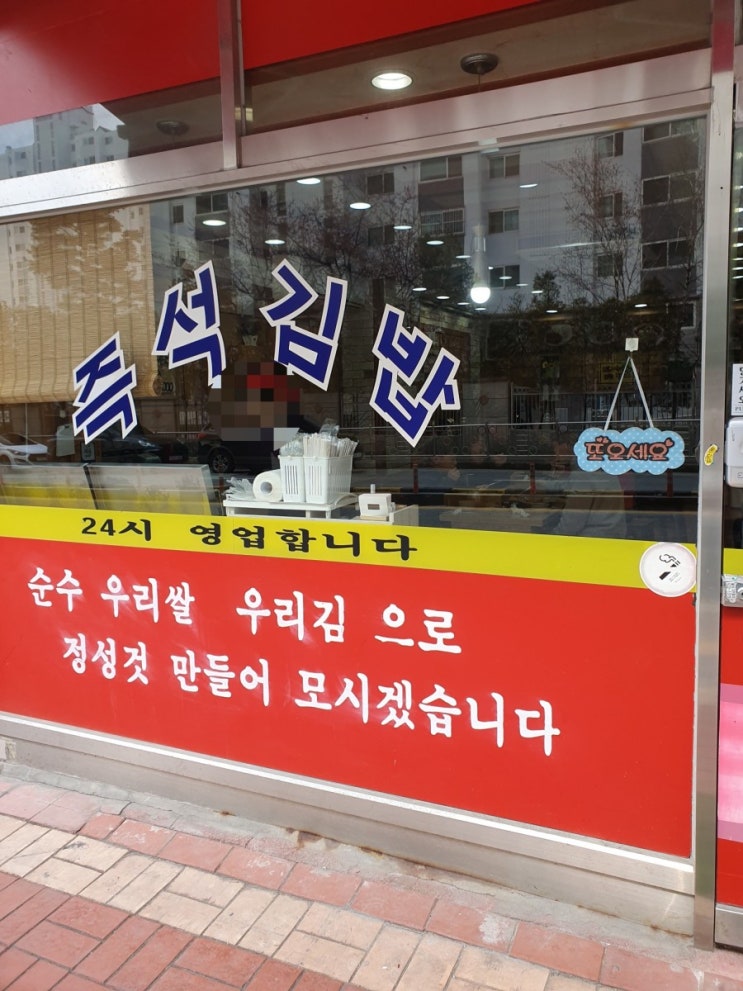 즉석김밥
또오세요
24시 영업합니다
순수 우리쌀 우리김 으로
정성것 만들어 모시겠습니다